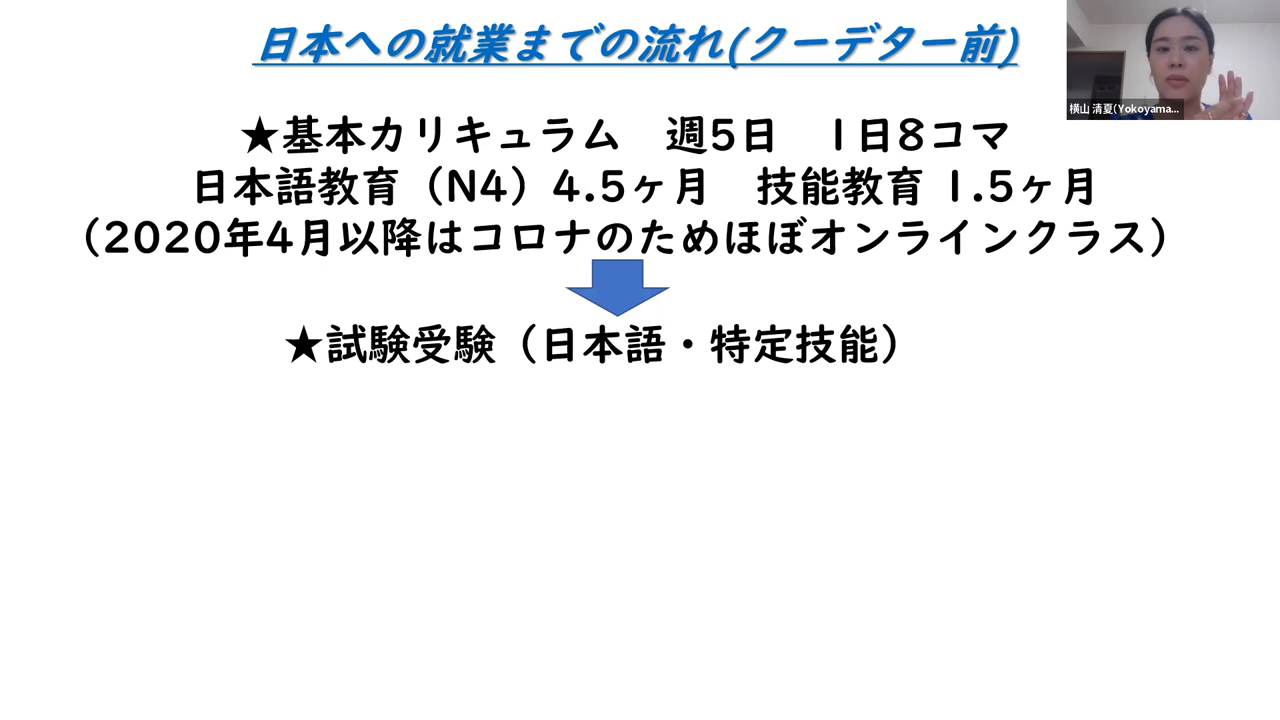 日本への就業までの流れ(クーデター前)
横山 清夏(Yokoyama...
★基本カリキュラム　週5日　1日8コマ
日本語教育（N4）4.5ヶ月　技能教育 1.5ヶ月
（2020年4月以降はコロナのためほぼオンラインクラス）
★試験受験（日本語・特定技能）